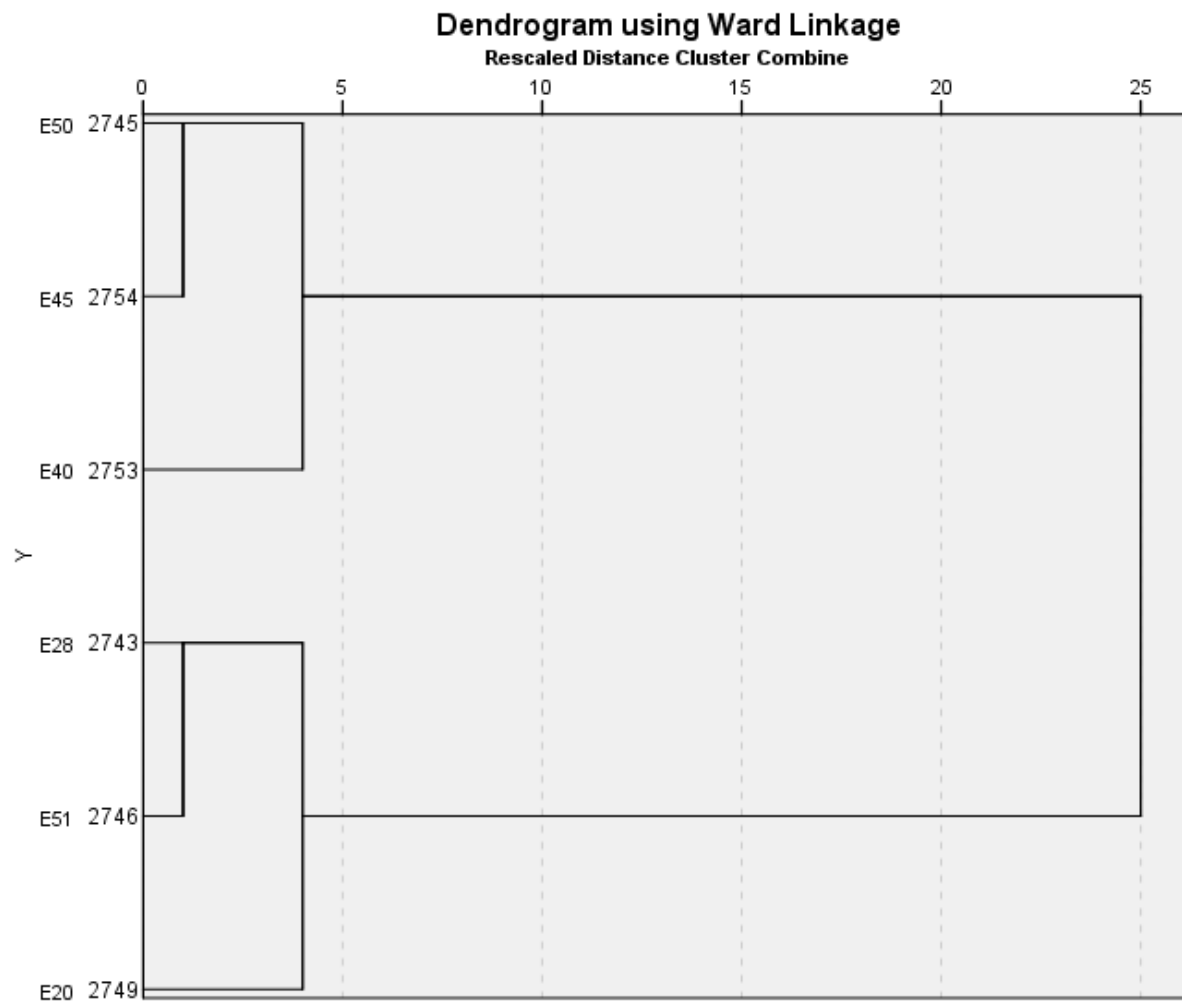 Dendrogram using Ward Linkage
Rescaled Distance Cluster Combine
0 5 10 15 20 25
E50 2745
E45 2754
E40 2753
Y
E28 2743
E51 2746
E20 2749